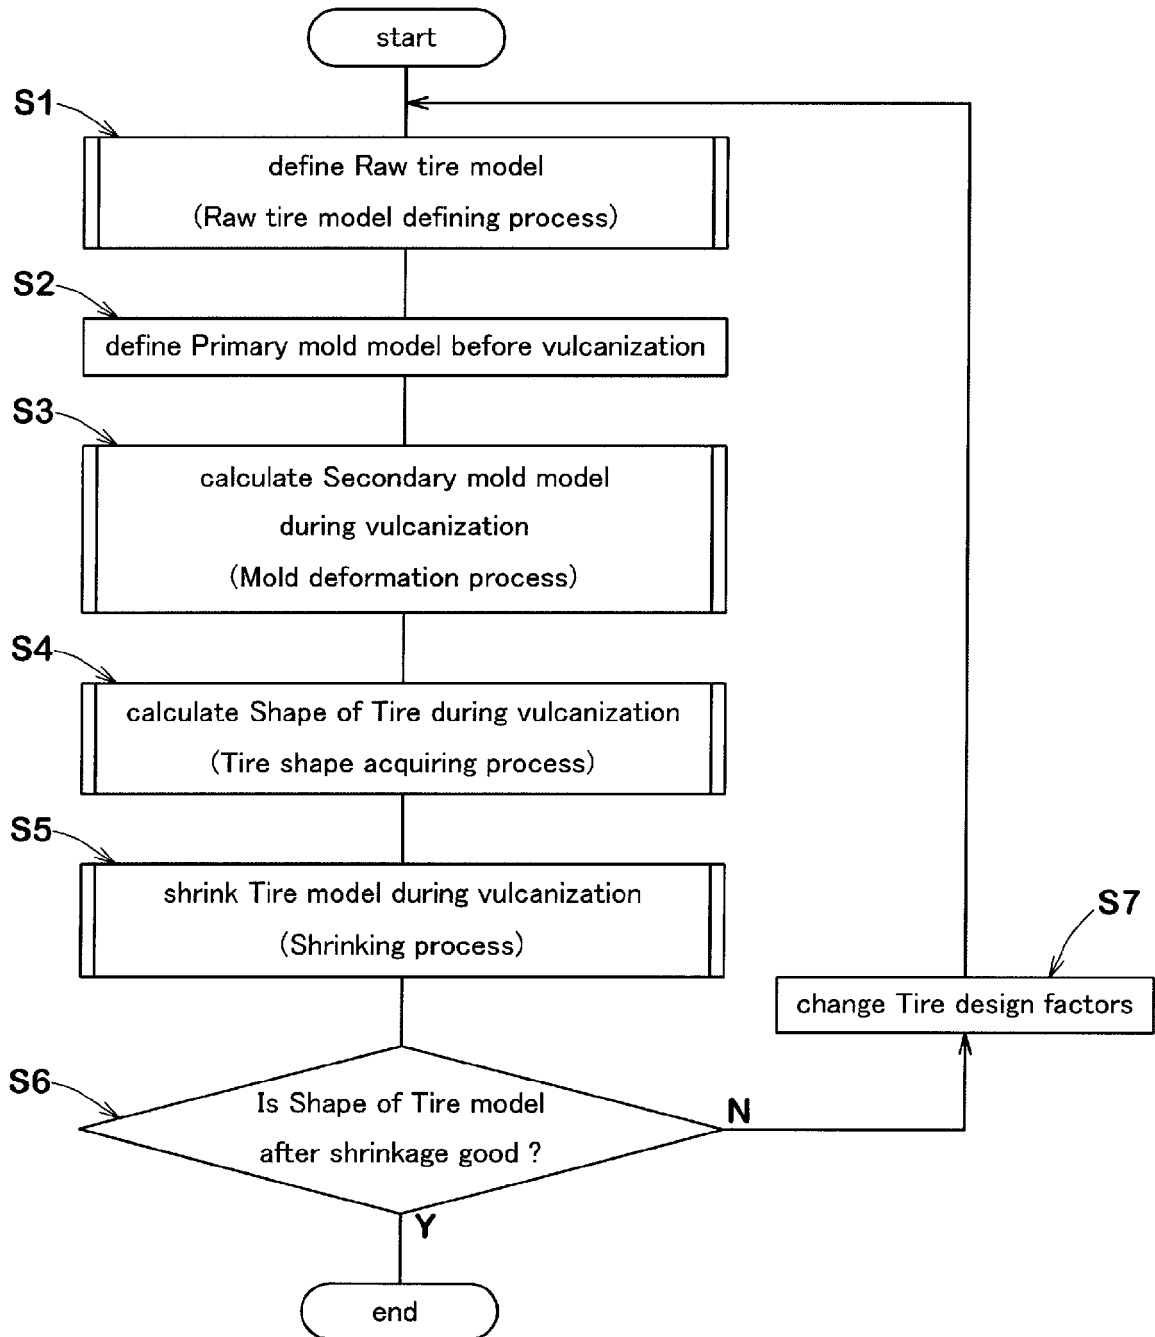 start
S1
define Raw tire model
(Raw tire model defining process)
S2
define Primary mold model before vulcanization
S3
calculate Secondary mold model
during vulcanization
(Mold deformation process)
S4
calculate Shape of Tire during vulcanization
(Tire shape acquiring process)
S5
shrink Tire model during vulcanization
(Shrinking process)
S7
change Tire design factors
S6
Is Shape of Tire model
after shrinkage good ?
N
Y
end